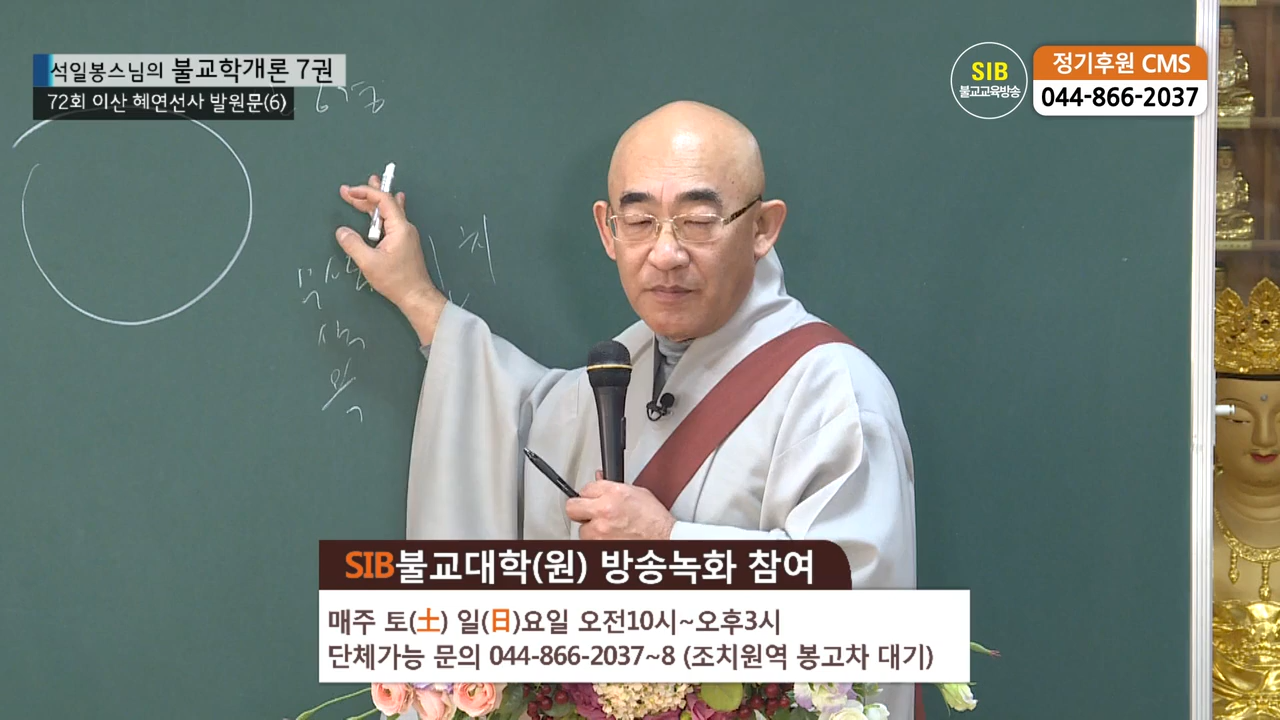 석일봉스님의 불교학개론 7권
72회 이산 혜연선사 발원문(6)
SIB
불교교육방송
정기후원 CMS
044-866-2037
SIB불교대학(원) 방송녹화 참여
매주 토(土) 일(日)요일 오전10시~오후3시
단체가능 문의 044-866-2037~8 (조치원역 봉고차 대기)